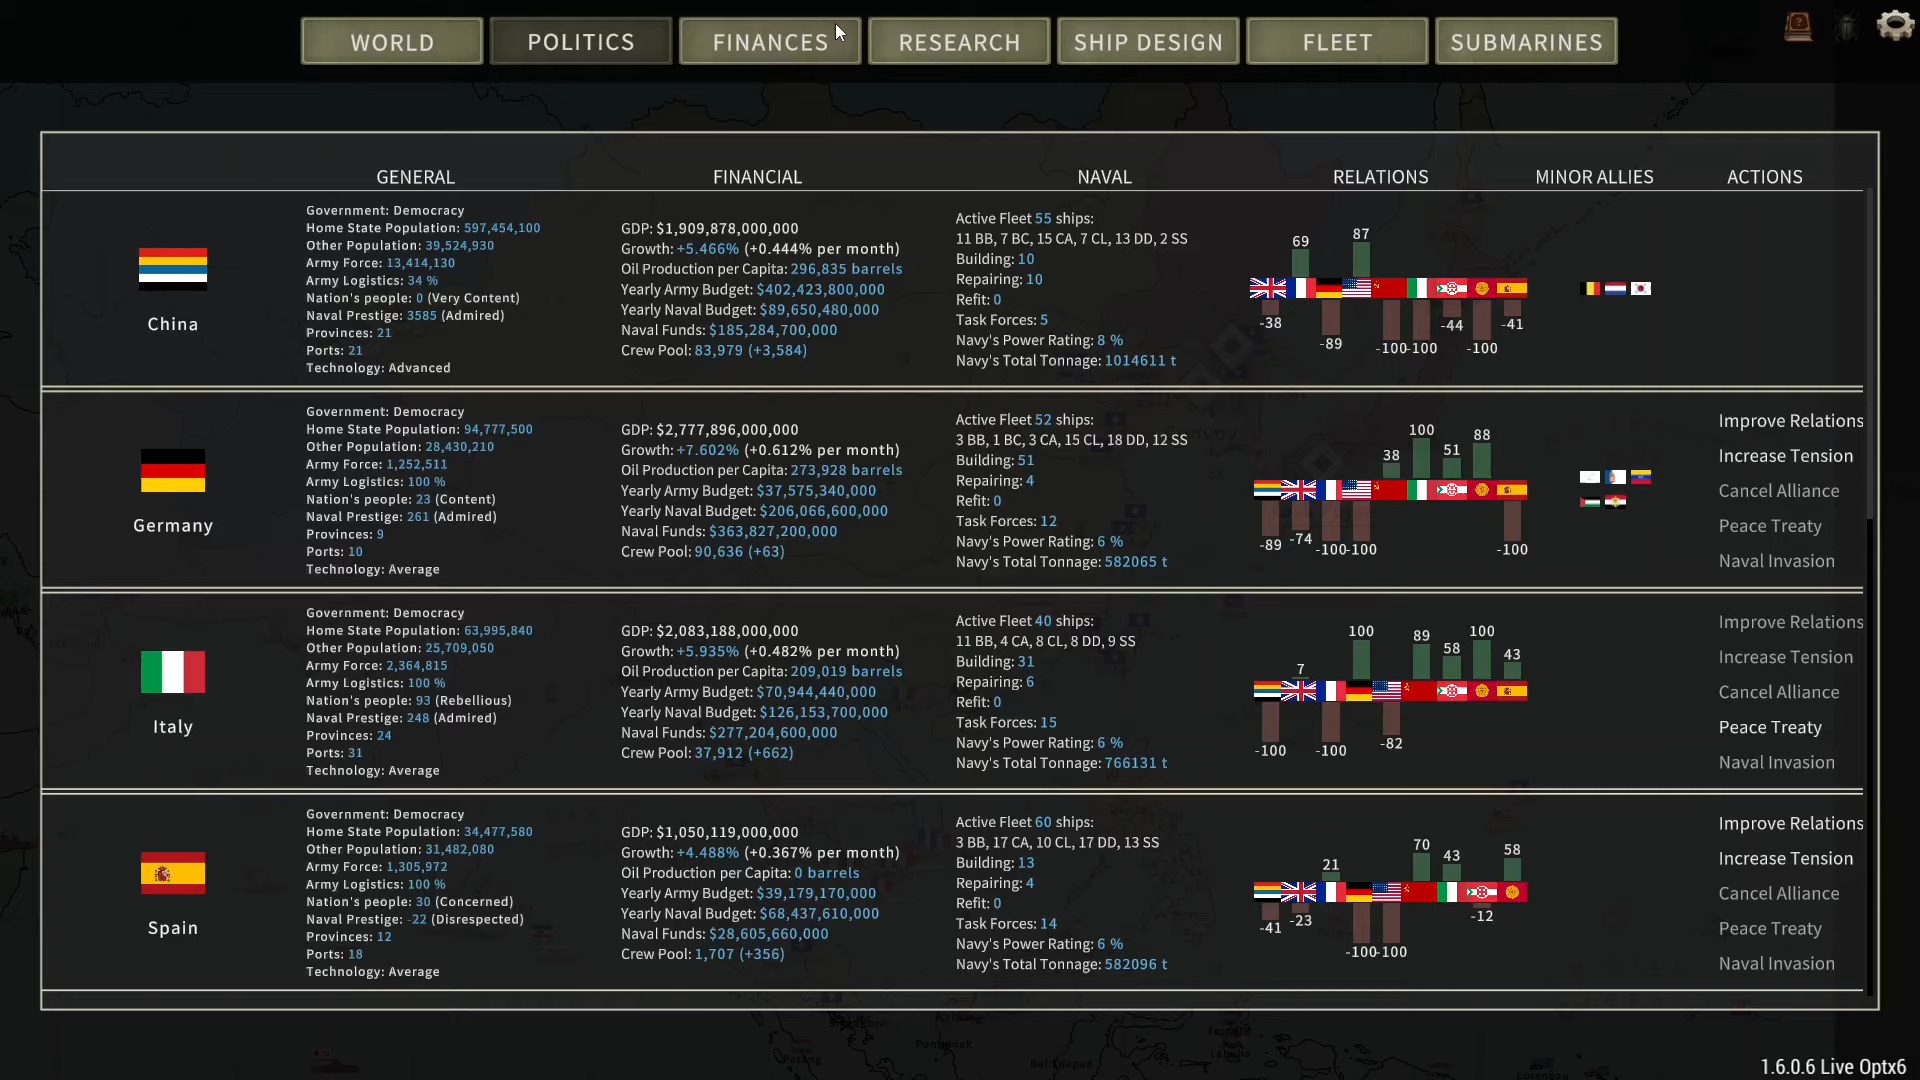 WORLD
POLITICS
FINANCES
RESEARCH
SHIP DESIGN
FLEET
SUBMARINES
GENERAL
FINANCIAL
NAVAL
RELATIONS
MINOR ALLIES
ACTIONS
China
Government: Democracy
Home State Population: 597,454,100
Other Population: 39,524,930
Army Force: 13,414,130
Army Logistics: 34 %
Nation's people: 0 (Very Content)
Naval Prestige: 3585 (Admired)
Provinces: 21
Ports: 21
Technology: Advanced
GDP: $1,909,878,000,000
Growth: +5.466% (+0.444% per month)
Oil Production per Capita: 296,835 barrels
Yearly Army Budget: $402,423,800,000
Yearly Naval Budget: $89,650,480,000
Naval Funds: $185,284,700,000
Crew Pool: 83,979 (+3,584)
Active Fleet 55 ships:
11 BB, 7 BC, 15 CA, 7 CL, 13 DD, 2 SS
Building: 10
Repairing: 10
Refit: 0
Task Forces: 5
Navy's Power Rating: 8 %
Navy's Total Tonnage: 1014611 t
69
87
-38
-89
-100
-100
-44
-100
-41
Germany
Government: Democracy
Home State Population: 94,777,500
Other Population: 28,430,210
Army Force: 1,252,511
Army Logistics: 100 %
Nation's people: 23 (Content)
Naval Prestige: 261 (Admired)
Provinces: 9
Ports: 10
Technology: Average
GDP: $2,777,896,000,000
Growth: +7.602% (+0.612% per month)
Oil Production per Capita: 273,928 barrels
Yearly Army Budget: $37,575,340,000
Yearly Naval Budget: $206,066,600,000
Naval Funds: $363,827,200,000
Crew Pool: 90,636 (+63)
Active Fleet 52 ships:
3 BB, 1 BC, 3 CA, 15 CL, 18 DD, 12 SS
Building: 51
Repairing: 4
Refit: 0
Task Forces: 12
Navy's Power Rating: 6 %
Navy's Total Tonnage: 582065 t
38
100
51
88
-89
-74
-100
-100
-100
Improve Relations
Increase Tension
Cancel Alliance
Peace Treaty
Naval Invasion
Italy
Government: Democracy
Home State Population: 63,995,840
Other Population: 25,709,050
Army Force: 2,364,815
Army Logistics: 100 %
Nation's people: 93 (Rebellious)
Naval Prestige: 248 (Admired)
Provinces: 24
Ports: 31
Technology: Average
GDP: $2,083,188,000,000
Growth: +5.935% (+0.482% per month)
Oil Production per Capita: 209,019 barrels
Yearly Army Budget: $70,944,440,000
Yearly Naval Budget: $126,153,700,000
Naval Funds: $277,204,600,000
Crew Pool: 37,912 (+662)
Active Fleet 40 ships:
11 BB, 4 CA, 8 CL, 8 DD, 9 SS
Building: 31
Repairing: 6
Refit: 0
Task Forces: 15
Navy's Power Rating: 6 %
Navy's Total Tonnage: 766131 t
7
100
89
58
100
43
-100
-100
-82
Improve Relations
Increase Tension
Cancel Alliance
Peace Treaty
Naval Invasion
Spain
Government: Democracy
Home State Population: 34,477,580
Other Population: 31,482,080
Army Force: 1,305,972
Army Logistics: 100 %
Nation's people: 30 (Concerned)
Naval Prestige: -22 (Disrespected)
Provinces: 12
Ports: 18
Technology: Average
GDP: $1,050,119,000,000
Growth: +4.488% (+0.367% per month)
Oil Production per Capita: 0 barrels
Yearly Army Budget: $39,179,170,000
Yearly Naval Budget: $68,437,610,000
Naval Funds: $28,605,660,000
Crew Pool: 1,707 (+356)
Active Fleet 60 ships:
3 BB, 17 CA, 10 CL, 17 DD, 13 SS
Building: 13
Repairing: 4
Refit: 0
Task Forces: 14
Navy's Power Rating: 6 %
Navy's Total Tonnage: 582096 t
21
70
43
58
-41
-23
-100
-100
-12
Improve Relations
Increase Tension
Cancel Alliance
Peace Treaty
Naval Invasion
1.6.0.6 Live Optx6